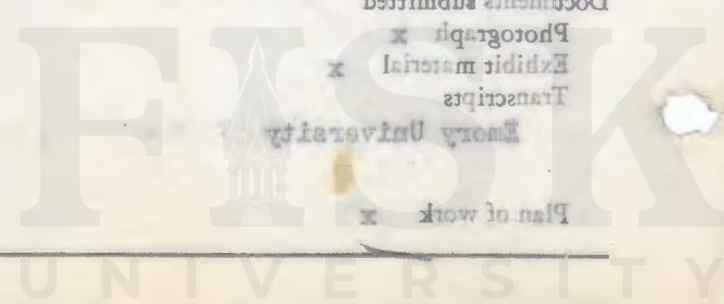 Documents submitted
Photograph x
Exhibit material x
Transcripts
Emory University
Plan of work x
FISK
UNIVERSITY